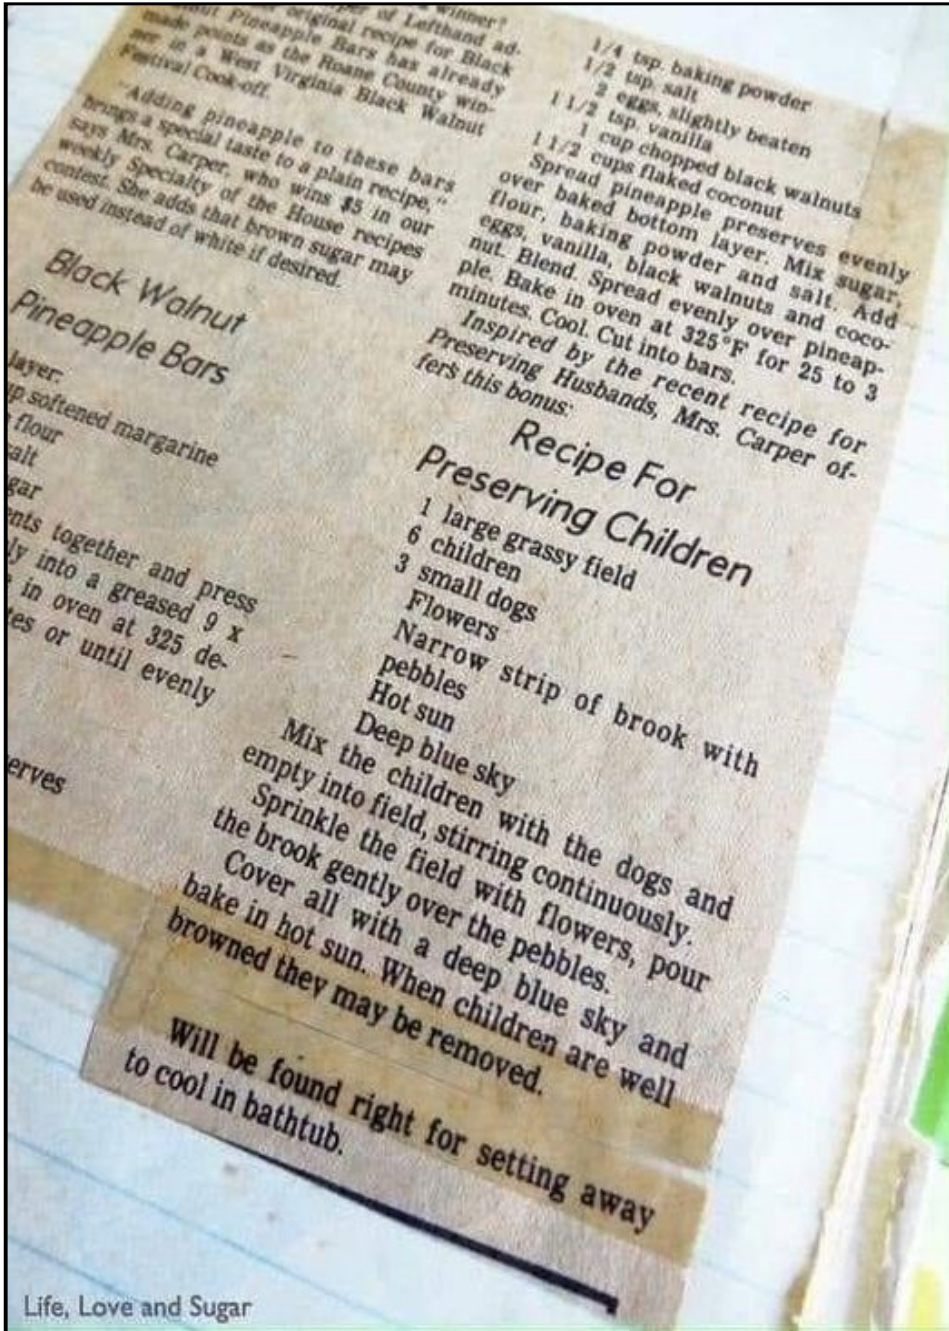 a winner?
per of Lefthand ad-
original recipe for Black
Pineapple Bars has already
made points as the Roane County win-
ner in a West Virginia Black Walnut
Festival Cook-off.
"Adding pineapple to these bars
brings a special taste to a plain recipe,"
says Mrs. Carper, who wins $5 in our
weekly Specialty of the House recipes
contest. She adds that brown sugar may
be used instead of white if desired.
Black Walnut
Pineapple Bars
layer:
up softened margarine
flour
salt
gar
ents together and press
ly into a greased 9 x
in oven at 325 de-
tes or until evenly
erves
1/4 tsp. baking powder
1/2 tsp. salt
2 eggs, slightly beaten
1 1/2 tsp. vanilla
1 cup chopped black walnuts
1 1/2 cups flaked coconut
Spread pineapple preserves evenly
over baked bottom layer. Mix sugar,
flour, baking powder and salt. Add
eggs, vanilla, black walnuts and coco-
nut. Blend. Spread evenly over pineap-
ple. Bake in oven at 325°F for 25 to 3
minutes. Cool. Cut into bars.
Inspired by the recent recipe for
Preserving Husbands, Mrs. Carper of-
fers this bonus:
Recipe For
Preserving Children
1 large grassy field
6 children
3 small dogs
Flowers
Narrow strip of brook with
pebbles
Hot sun
Deep blue sky
Mix the children with the dogs and
empty into field, stirring continuously.
Sprinkle the field with flowers, pour
the brook gently over the pebbles.
Cover all with a deep blue sky and
bake in hot sun. When children are well
browned they may be removed.
Will be found right for setting away
to cool in bathtub.
Life, Love and Sugar